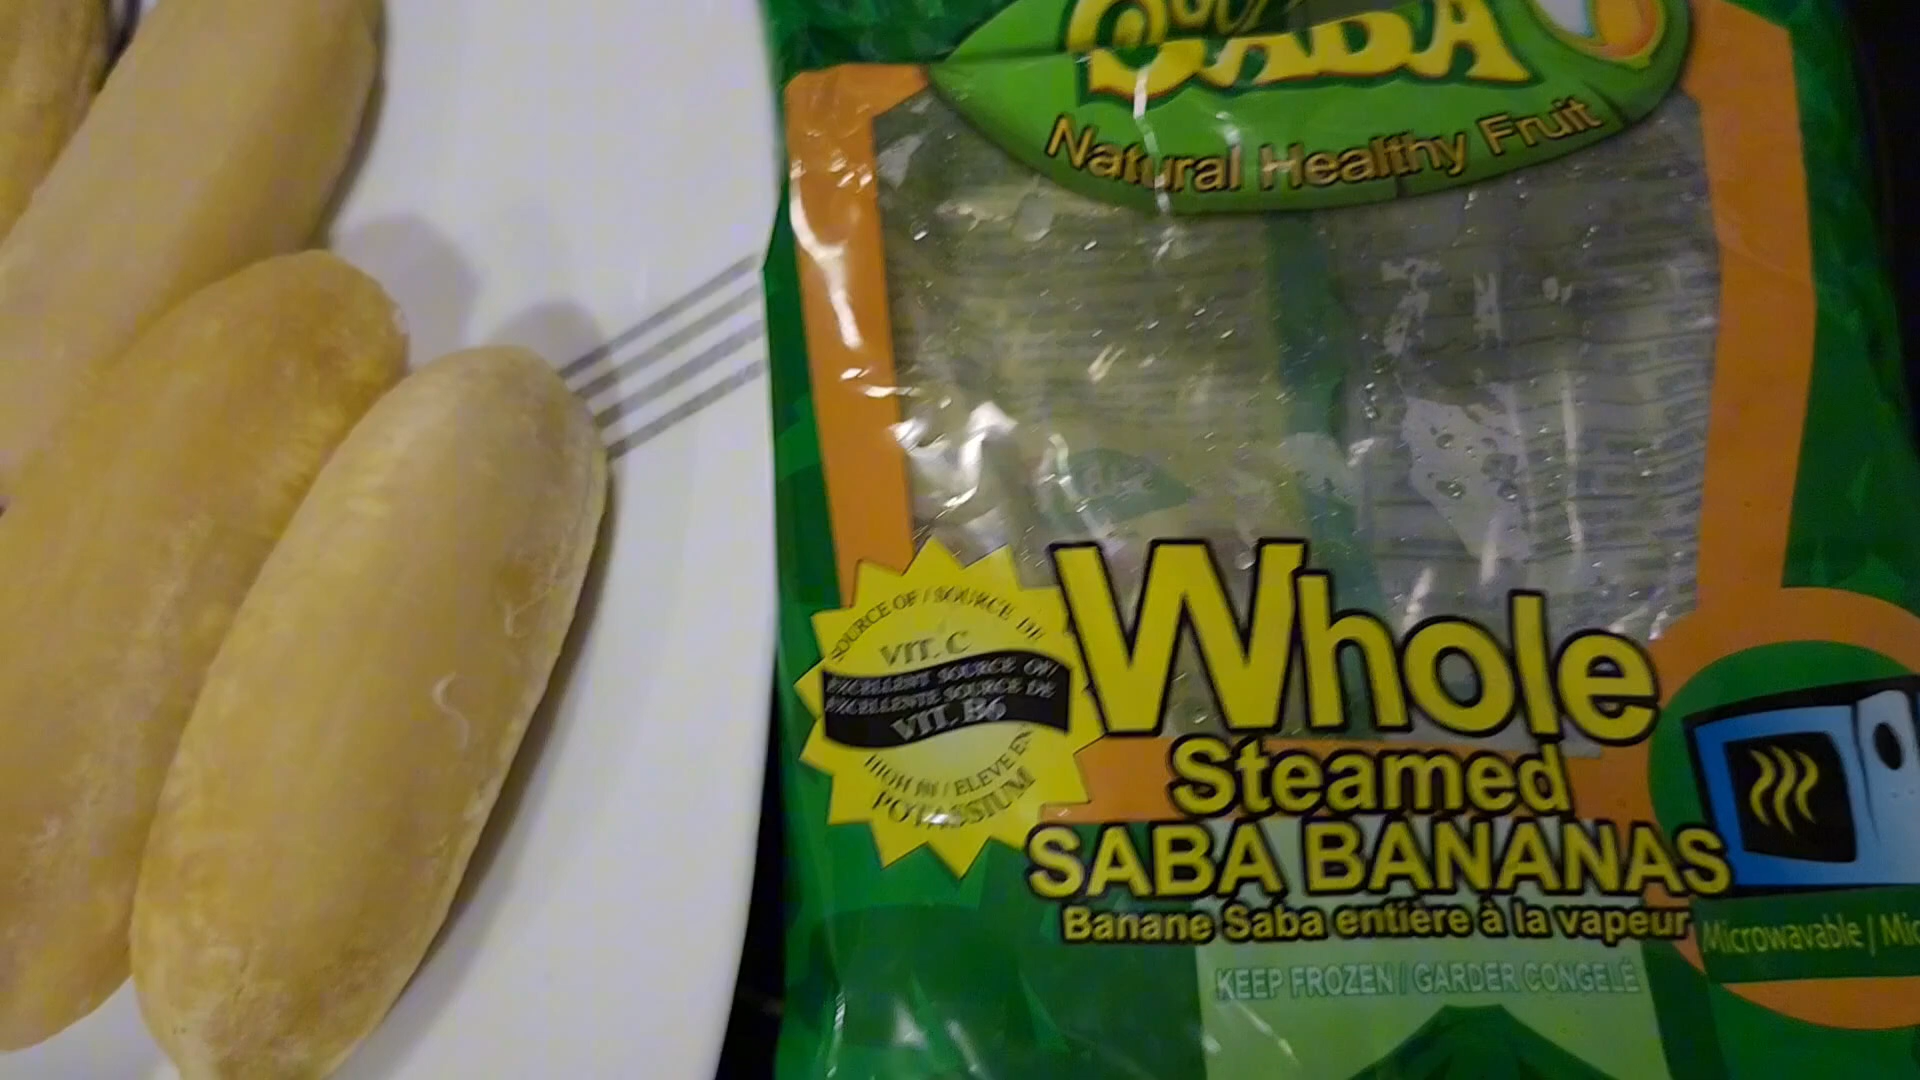 SABA
Natural Healthy Fruit
SOURCE OF / SOURCE DE
VIT. C
EXCELLENT SOURCE OF/
EXCELLENTE SOURCE DE
VIT. B6
HIGH IN / ELEVE EN
POTASSIUM
Whole
Steamed
SABA BANANAS
Banane Saba entière à la vapeur
Microwavable /
KEEP FROZEN / GARDER CONGELÉ